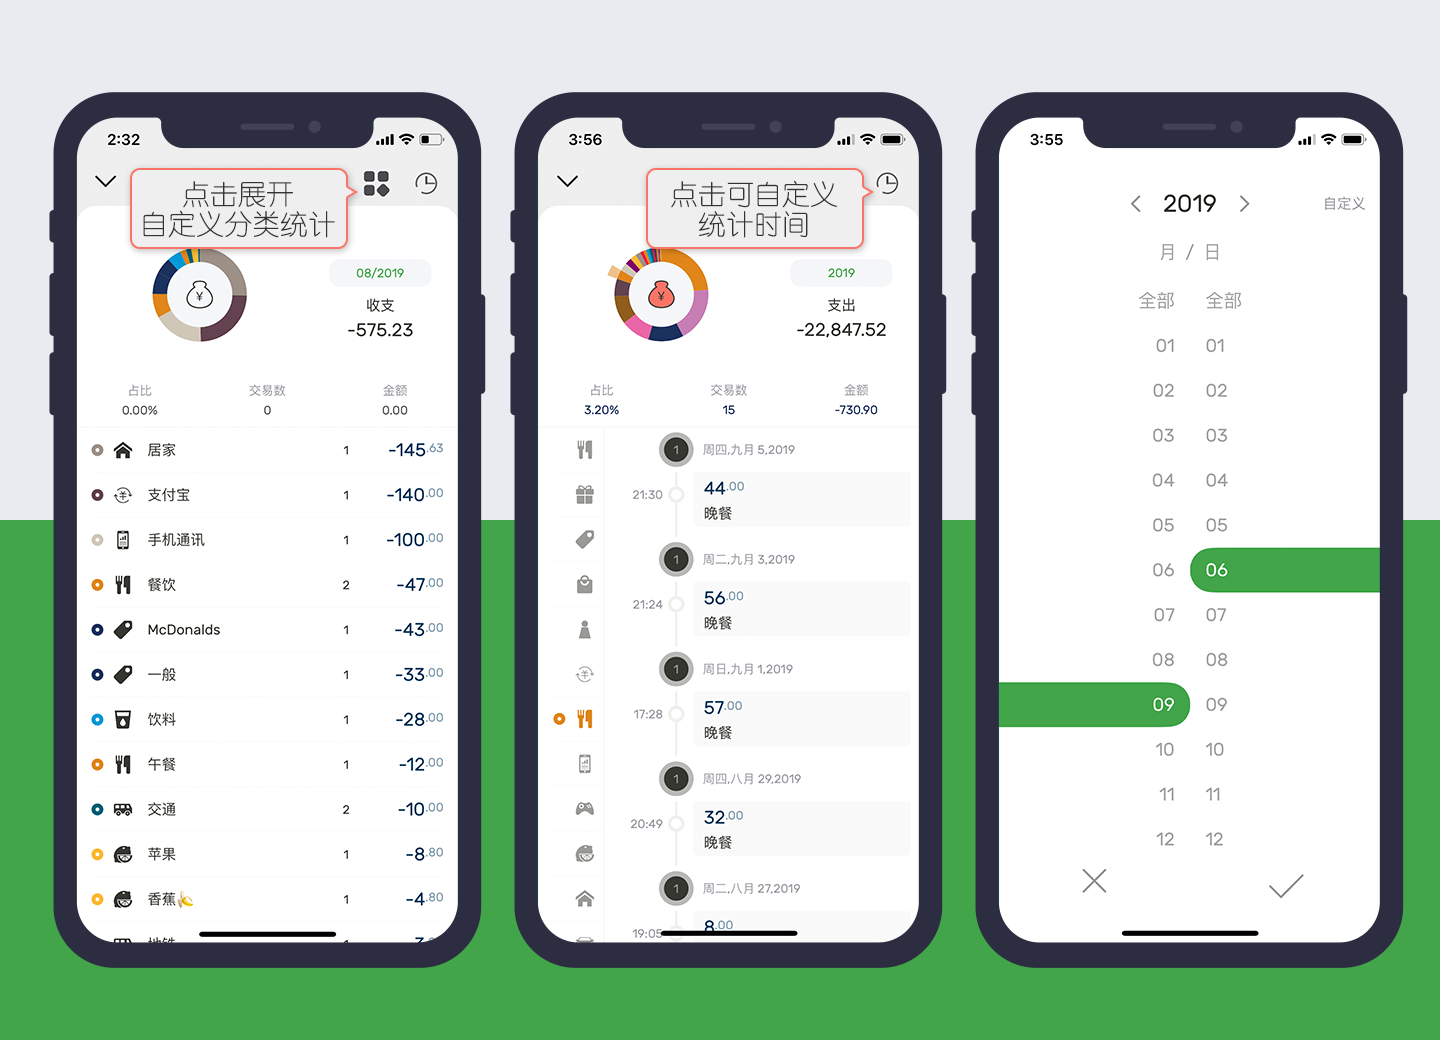 2:32
点击展开
自定义分类统计
08/2019
收支
-575.23
占比 交易数 金额
0.00% 0 0.00
居家 1 -145.63
支付宝 1 -140.00
手机通讯 1 -100.00
餐饮 2 -47.00
McDonalds 1 -43.00
一般 1 -33.00
饮料 1 -28.00
午餐 1 -12.00
交通 2 -10.00
苹果 1 -8.80
香蕉🍌 1 -4.80
3:56
点击可自定义
统计时间
2019
支出
-22,847.52
占比 交易数 金额
3.20% 15 -730.90
1 周四,九月 5,2019
21:30 44.00
晚餐
1 周二,九月 3,2019
21:24 56.00
晚餐
1 周日,九月 1,2019
17:28 57.00
晚餐
1 周四,八月 29,2019
20:49 32.00
晚餐
1 周二,八月 27,2019
19:05 8.00
3:55
2019 自定义
月 / 日
全部 全部
01 01
02 02
03 03
04 04
05 05
06 06
07 07
08 08
09 09
10 10
11 11
12 12